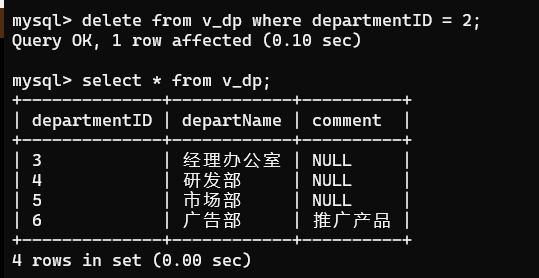 mysql> delete from v_dp where departmentID = 2;
Query OK, 1 row affected (0.10 sec)
mysql> select * from v_dp;
+--------------+------------+----------+
| departmentID | departName | comment  |
+--------------+------------+----------+
| 3            | 经理办公室 | NULL     |
| 4            | 研发部     | NULL     |
| 5            | 市场部     | NULL     |
| 6            | 广告部     | 推广产品 |
+--------------+------------+----------+
4 rows in set (0.00 sec)